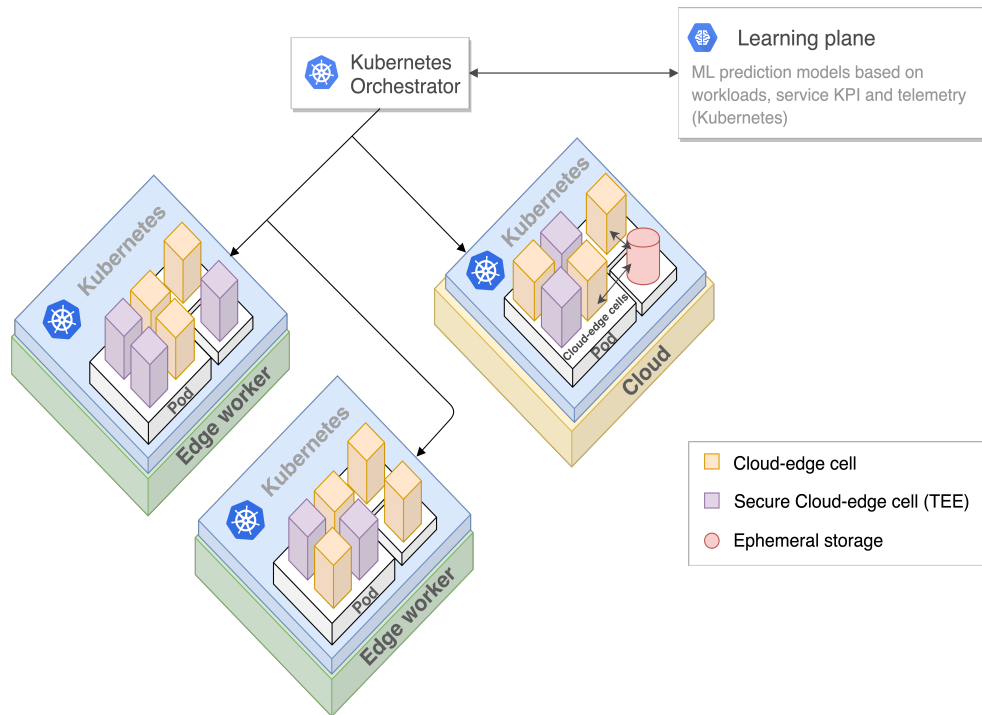 Kubernetes
Orchestrator
Learning plane
ML prediction models based on
workloads, service KPI and telemetry
(Kubernetes)
Kubernetes
Pod
Edge worker
Kubernetes
Cloud-edge cells
Pod
Cloud
Kubernetes
Pod
Edge worker
Cloud-edge cell
Secure Cloud-edge cell (TEE)
Ephemeral storage